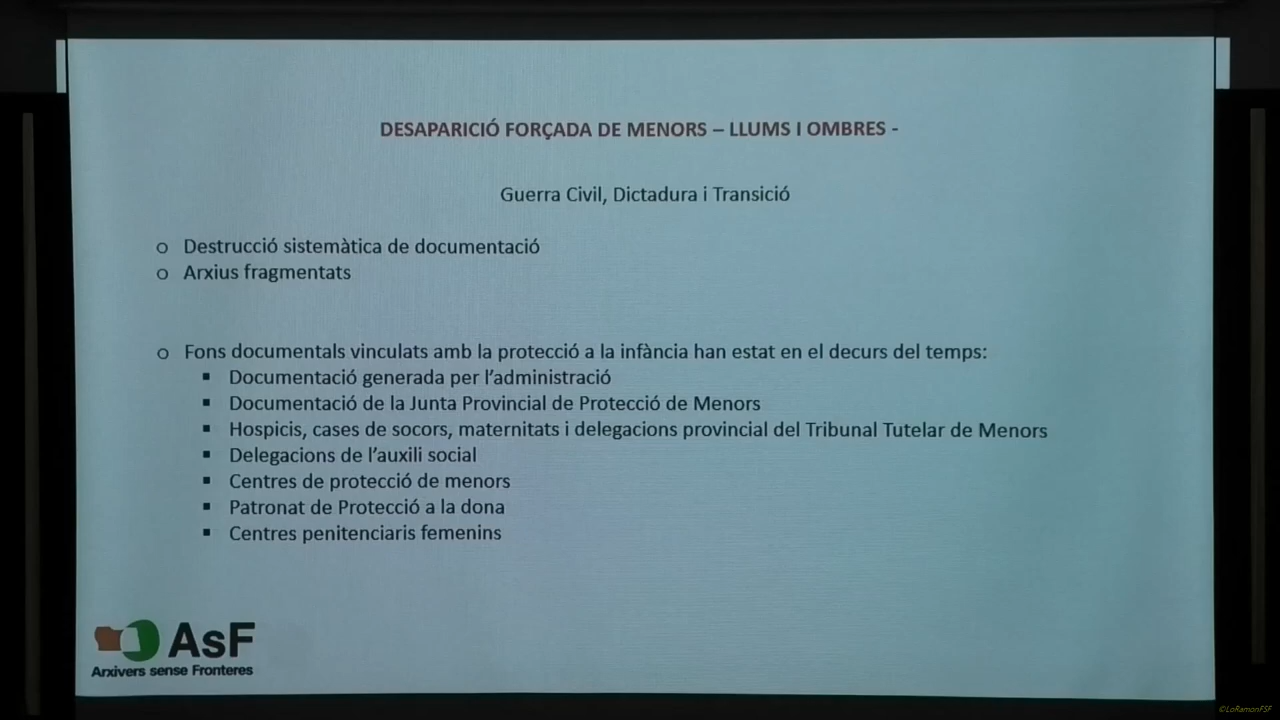 DESAPARICIÓ FORÇADA DE MENORS – LLUMS I OMBRES -
Guerra Civil, Dictadura i Transició
o Destrucció sistemàtica de documentació
o Arxius fragmentats
o Fons documentals vinculats amb la protecció a la infància han estat en el decurs del temps:
▪ Documentació generada per l’administració
▪ Documentació de la Junta Provincial de Protecció de Menors
▪ Hospicis, cases de socors, maternitats i delegacions provincial del Tribunal Tutelar de Menors
▪ Delegacions de l’auxili social
▪ Centres de protecció de menors
▪ Patronat de Protecció a la dona
▪ Centres penitenciaris femenins
AsF
Arxivers sense Fronteres
©LoRamonFSF